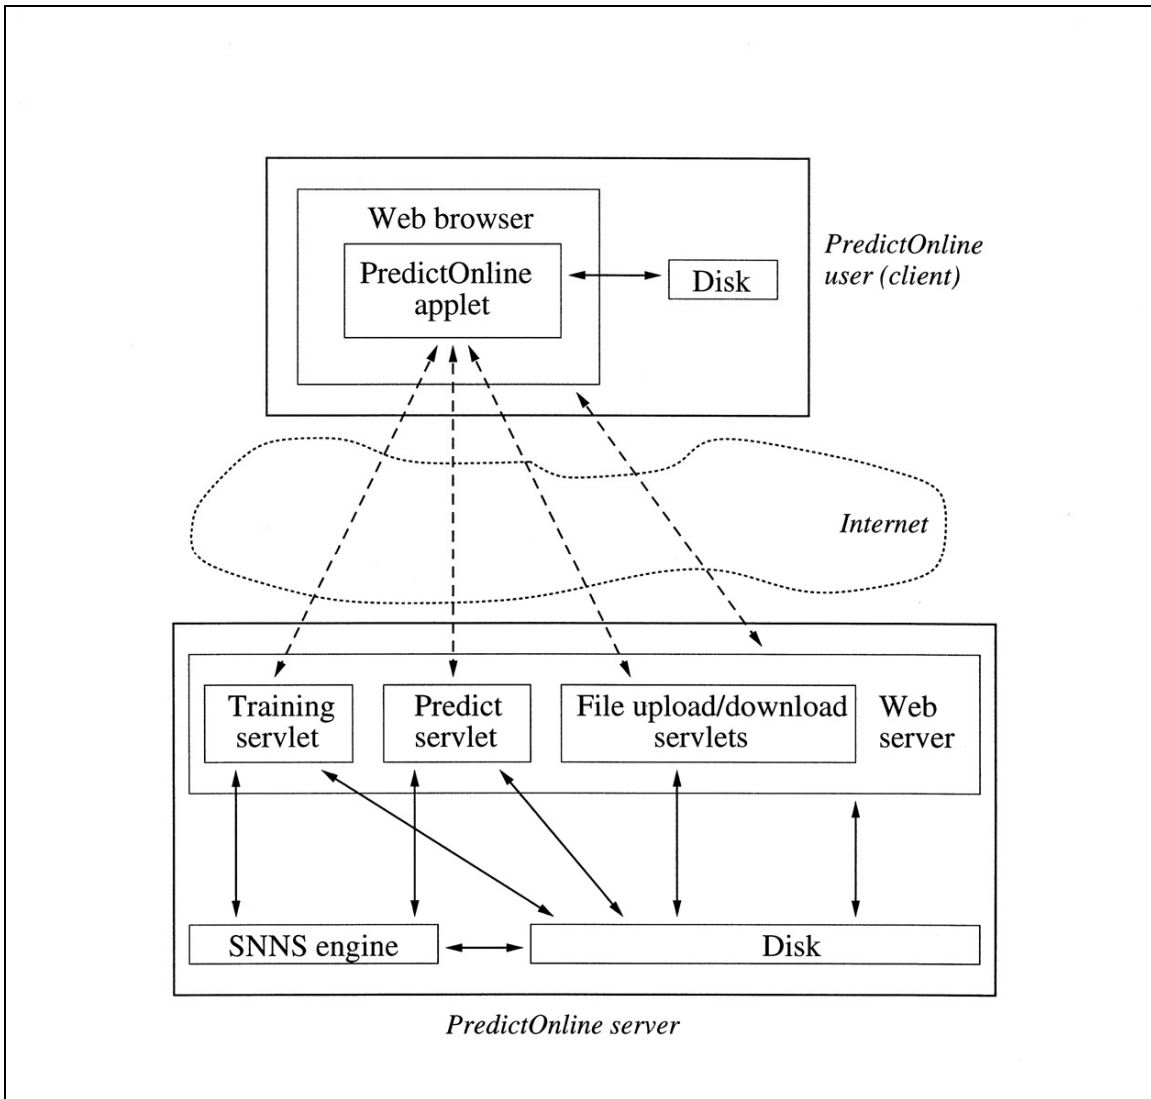 Web browser
PredictOnline
applet
Disk
PredictOnline
user (client)
Internet
Training
servlet
Predict
servlet
File upload/download
servlets
Web
server
SNNS engine
Disk
PredictOnline server